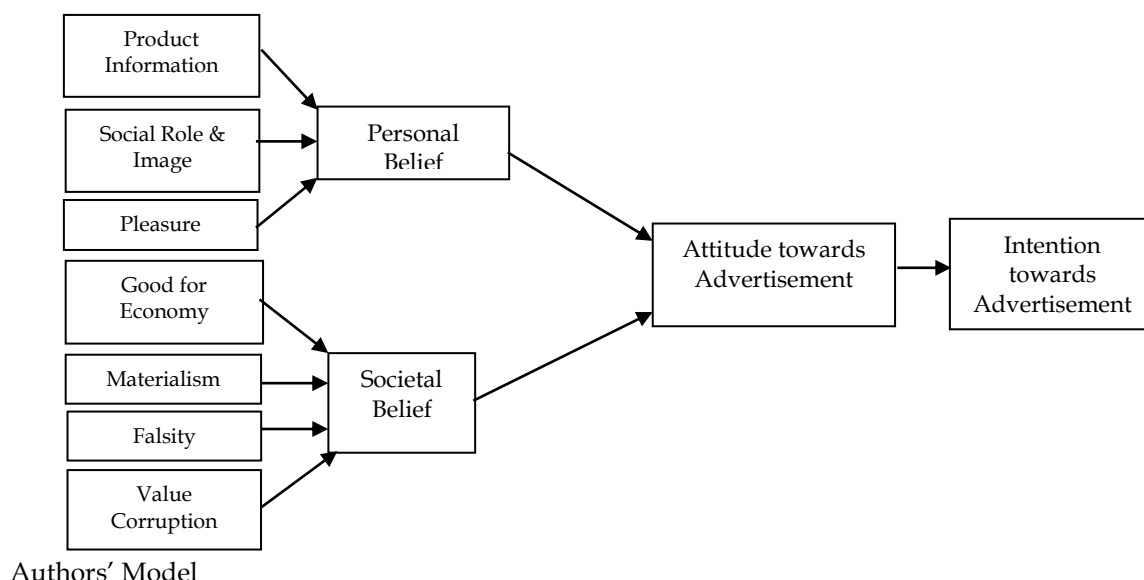 Product
Information
Social Role &
Image
Pleasure
Good for
Economy
Materialism
Falsity
Value
Corruption
Personal
Belief
Societal
Belief
Attitude towards
Advertisement
Intention
towards
Advertisement
Authors' Model